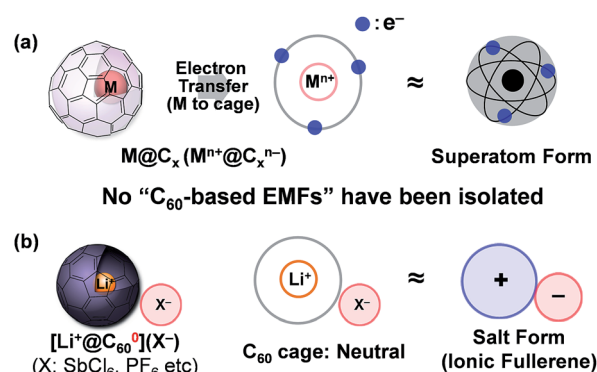 (a)
M
Electron
Transfer
(M to cage)
Mⁿ⁺
: e⁻
≈
M@Cₓ (Mⁿ⁺@Cₓⁿ⁻)
Superatom Form
No “C₆₀-based EMFs” have been isolated
(b)
Li⁺
X⁻
Li⁺
X⁻
≈
+
−
[Li⁺@C₆₀⁰](X⁻)
(X: SbCl₆, PF₆ etc)
C₆₀ cage: Neutral
Salt Form
(Ionic Fullerene)